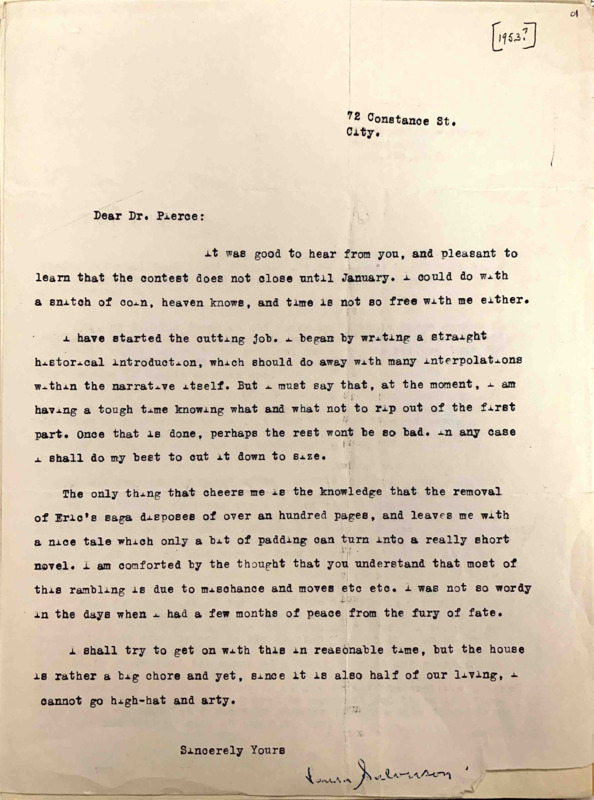 01
[1953?]
72 Constance St.
City.
Dear Dr. Pierce:
it was good to hear from you, and pleasant to
learn that the contest does not close until January. i could do with
a snitch of coin, heaven knows, and time is not so free with me either.
i have started the cutting job. i began by writing a straight
historical introduction, which should do away with many interpolations
within the narrative itself. But i must say that, at the moment, i am
having a tough time knowing what and what not to rip out of the first
part. Once that is done, perhaps the rest wont be so bad. in any case
i shall do my best to cut it down to size.
The only thing that cheers me is the knowledge that the removal
of Eric's saga disposes of over an hundred pages, and leaves me with
a nice tale which only a bit of padding can turn into a really short
novel. i am comforted by the thought that you understand that most of
this rambling is due to mischance and moves etc etc. i was not so wordy
in the days when i had a few months of peace from the fury of fate.
i shall try to get on with this in reasonable time, but the house
is rather a big chore and yet, since it is also half of our living, i
cannot go high-hat and arty.
Sincerely Yours
Laura Salverson